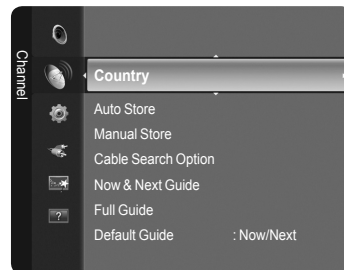 Channel
Country
Auto Store
Manual Store
Cable Search Option
Now & Next Guide
Full Guide
Default Guide : Now/Next
?